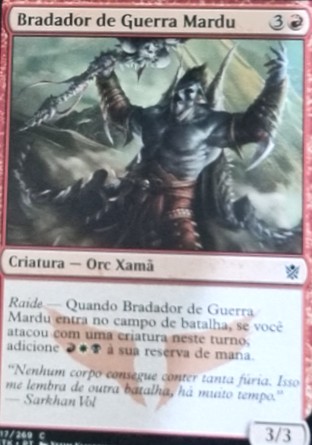 Bradador de Guerra Mardu 3
Criatura — Orc Xamã
Raide — Quando Bradador de Guerra
Mardu entra no campo de batalha, se você
atacou com uma criatura neste turno,
adicione à sua reserva de mana.
"Nenhum corpo consegue conter tanta fúria. Isso
me lembra de outra batalha, há muito tempo."
— Sarkhan Vol
17/269 C
3/3